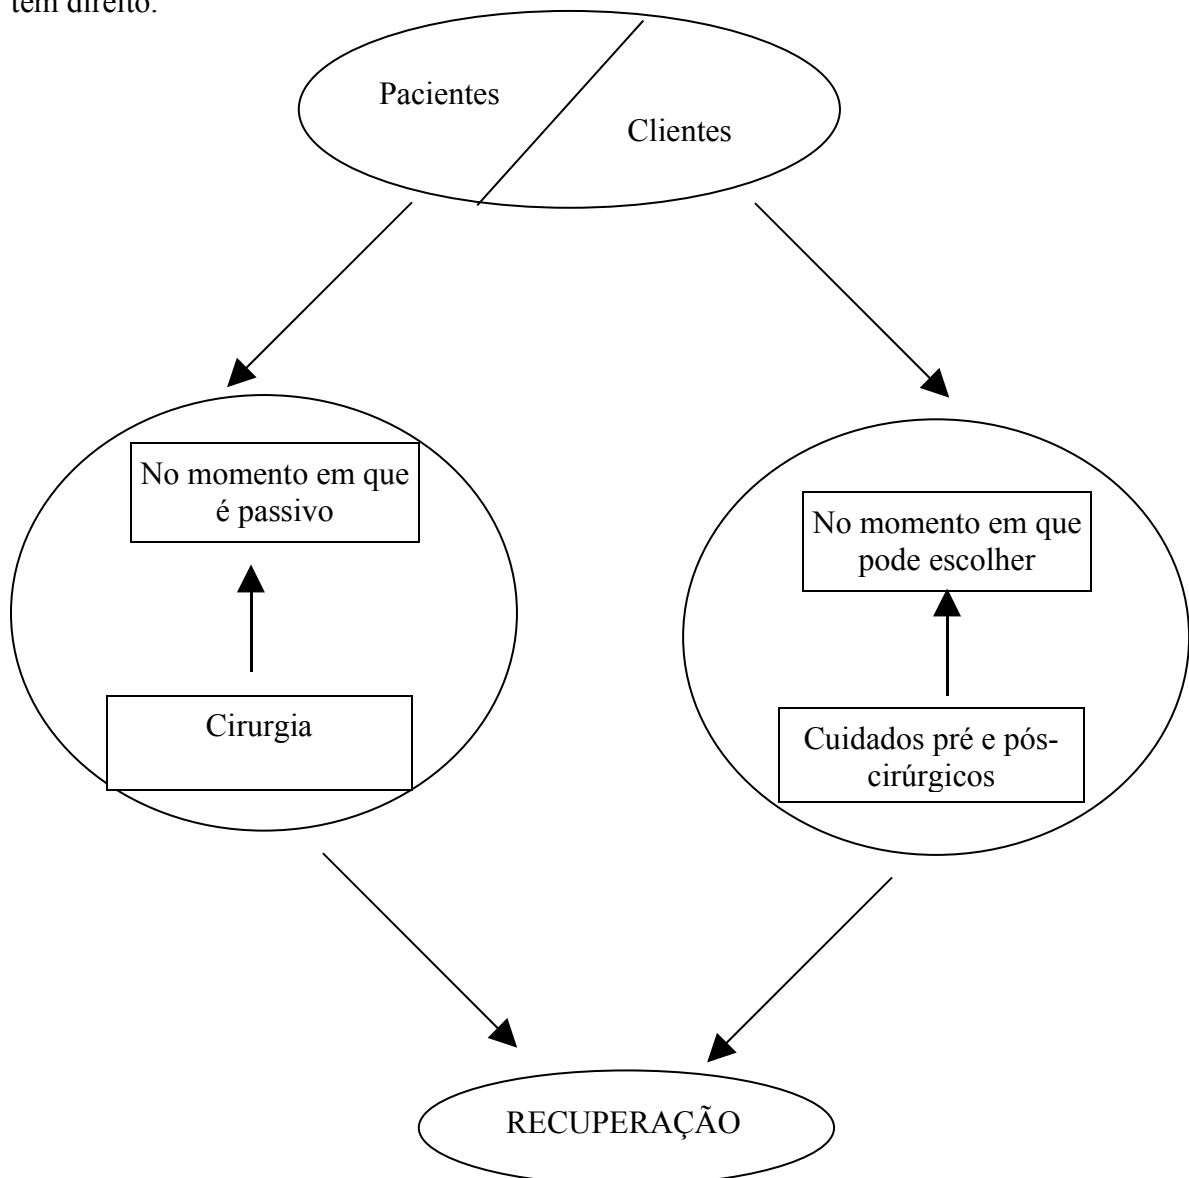 tem direito.
Pacientes
Clientes
No momento em que
é passivo
No momento em que
pode escolher
Cirurgia
Cuidados pré e pós-
cirúrgicos
RECUPERAÇÃO